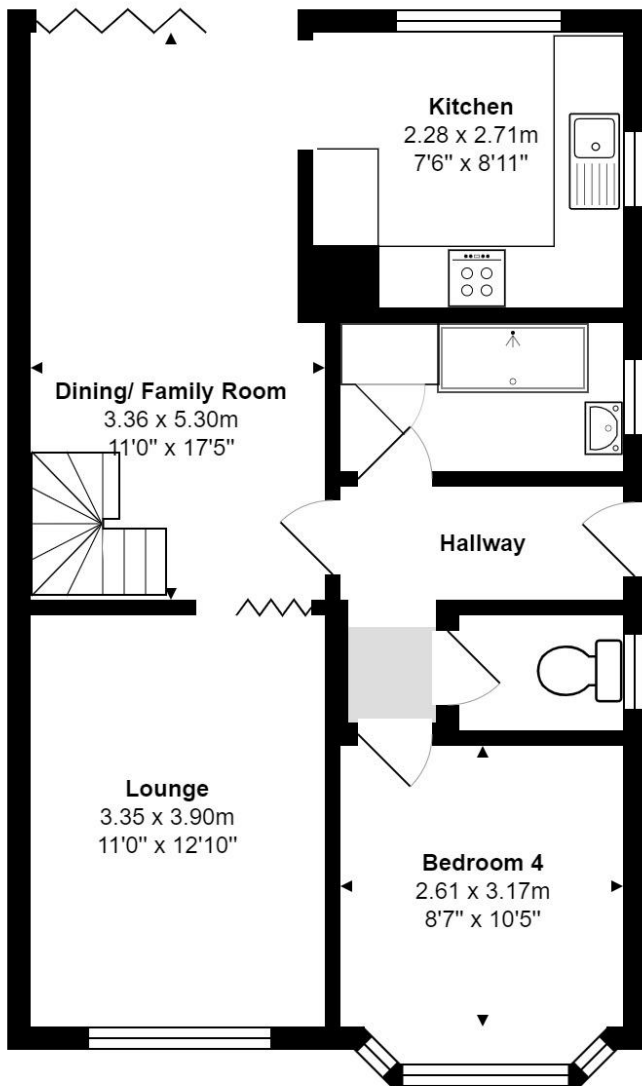 Kitchen
2.28 x 2.71m
7'6" x 8'11"
Dining/ Family Room
3.36 x 5.30m
11'0" x 17'5"
Hallway
Lounge
3.35 x 3.90m
11'0" x 12'10"
Bedroom 4
2.61 x 3.17m
8'7" x 10'5"